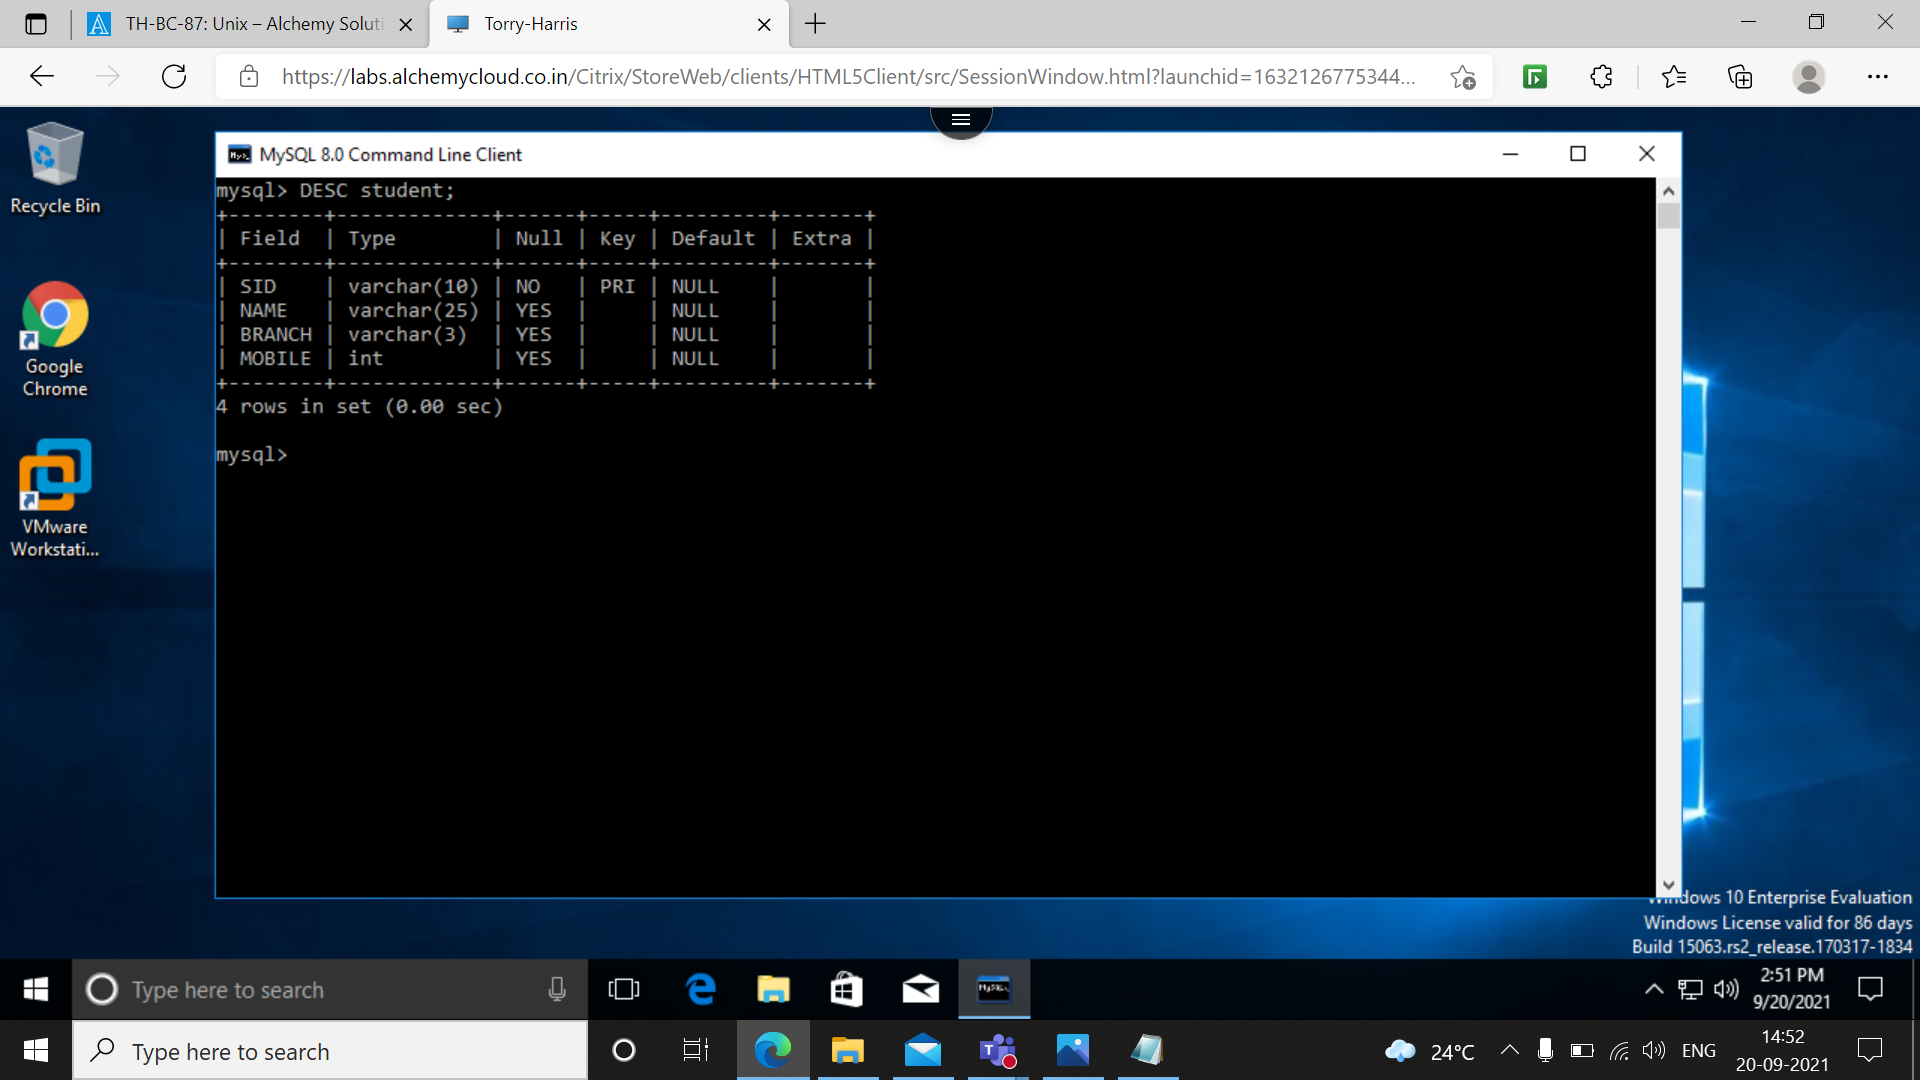 TH-BC-87: Unix – Alchemy Soluti
Torry-Harris
https://labs.alchemycloud.co.in/Citrix/StoreWeb/clients/HTML5Client/src/SessionWindow.html?launchid=1632126775344...
Recycle Bin
Google
Chrome
VMware
Workstati...
MySQL 8.0 Command Line Client
mysql> DESC student;
+--------+-------------+------+-----+---------+-------+
| Field  | Type        | Null | Key | Default | Extra |
+--------+-------------+------+-----+---------+-------+
| SID    | varchar(10) | NO   | PRI | NULL    |       |
| NAME   | varchar(25) | YES  |     | NULL    |       |
| BRANCH | varchar(3)  | YES  |     | NULL    |       |
| MOBILE | int         | YES  |     | NULL    |       |
+--------+-------------+------+-----+---------+-------+
4 rows in set (0.00 sec)
mysql>
Windows 10 Enterprise Evaluation
Windows License valid for 86 days
Build 15063.rs2_release.170317-1834
Type here to search
2:51 PM
9/20/2021
Type here to search
24°C
ENG
14:52
20-09-2021